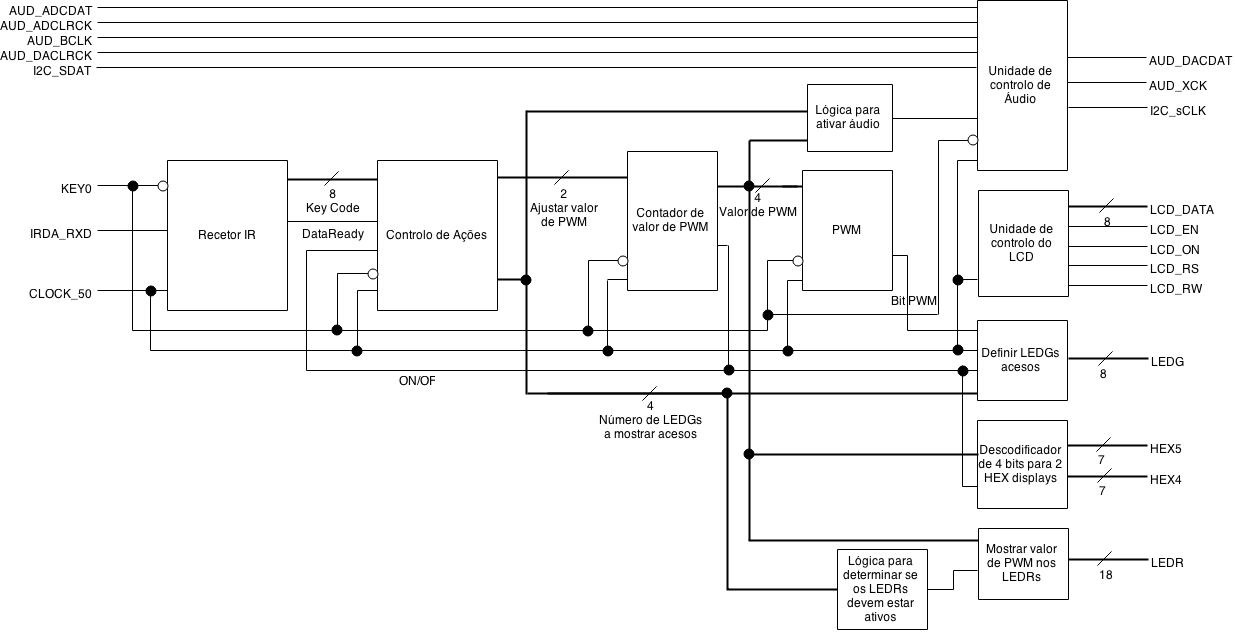 AUD_ADCDAT
AUD_ADCLRCK
AUD_BCLK
AUD_DACLRCK
I2C_SDAT
Unidade de
controlo de
Áudio
AUD_DACDAT
AUD_XCK
I2C_sCLK
Lógica para
ativar áudio
KEY0
IRDA_RXD
CLOCK_50
Recetor IR
8
Key Code
DataReady
Controlo de Ações
2
Ajustar valor
de PWM
Contador de
valor de PWM
4
Valor de PWM
PWM
Bit PWM
Unidade de
controlo do
LCD
8
LCD_DATA
LCD_EN
LCD_ON
LCD_RS
LCD_RW
ON/OF
4
Número de LEDGs
a mostrar acesos
Definir LEDGs
acesos
8
LEDG
Descodificador
de 4 bits para 2
HEX displays
7
HEX5
7
HEX4
Lógica para
determinar se
os LEDRs
devem estar
ativos
Mostrar valor
de PWM nos
LEDRs
18
LEDR